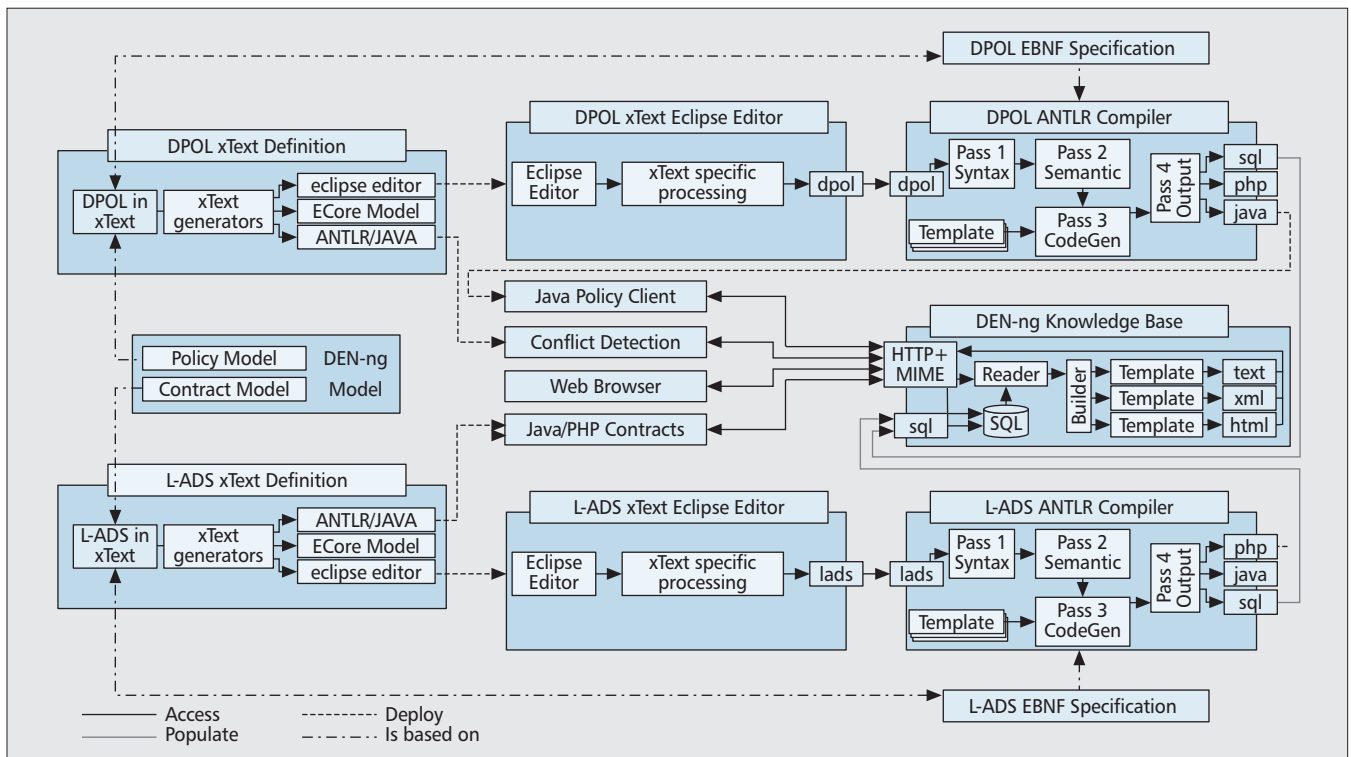 DPOL EBNF Specification
DPOL xText Definition
DPOL in
xText
xText
generators
eclipse editor
ECore Model
ANTLR/JAVA
DPOL xText Eclipse Editor
Eclipse
Editor
xText specific
processing
dpol
DPOL ANTLR Compiler
dpol
Pass 1
Syntax
Pass 2
Semantic
Template
Pass 3
CodeGen
Pass 4
Output
sql
php
java
Policy Model
Contract Model
DEN-ng
Model
Java Policy Client
Conflict Detection
Web Browser
Java/PHP Contracts
DEN-ng Knowledge Base
HTTP+
MIME
sql
Reader
SQL
Builder
Template
Template
Template
text
xml
html
L-ADS xText Definition
L-ADS in
xText
xText
generators
ANTLR/JAVA
ECore Model
eclipse editor
L-ADS xText Eclipse Editor
Eclipse
Editor
xText specific
processing
lads
L-ADS ANTLR Compiler
lads
Pass 1
Syntax
Pass 2
Semantic
Template
Pass 3
CodeGen
Pass 4
Output
php
java
sql
L-ADS EBNF Specification
Access
Populate
Deploy
Is based on